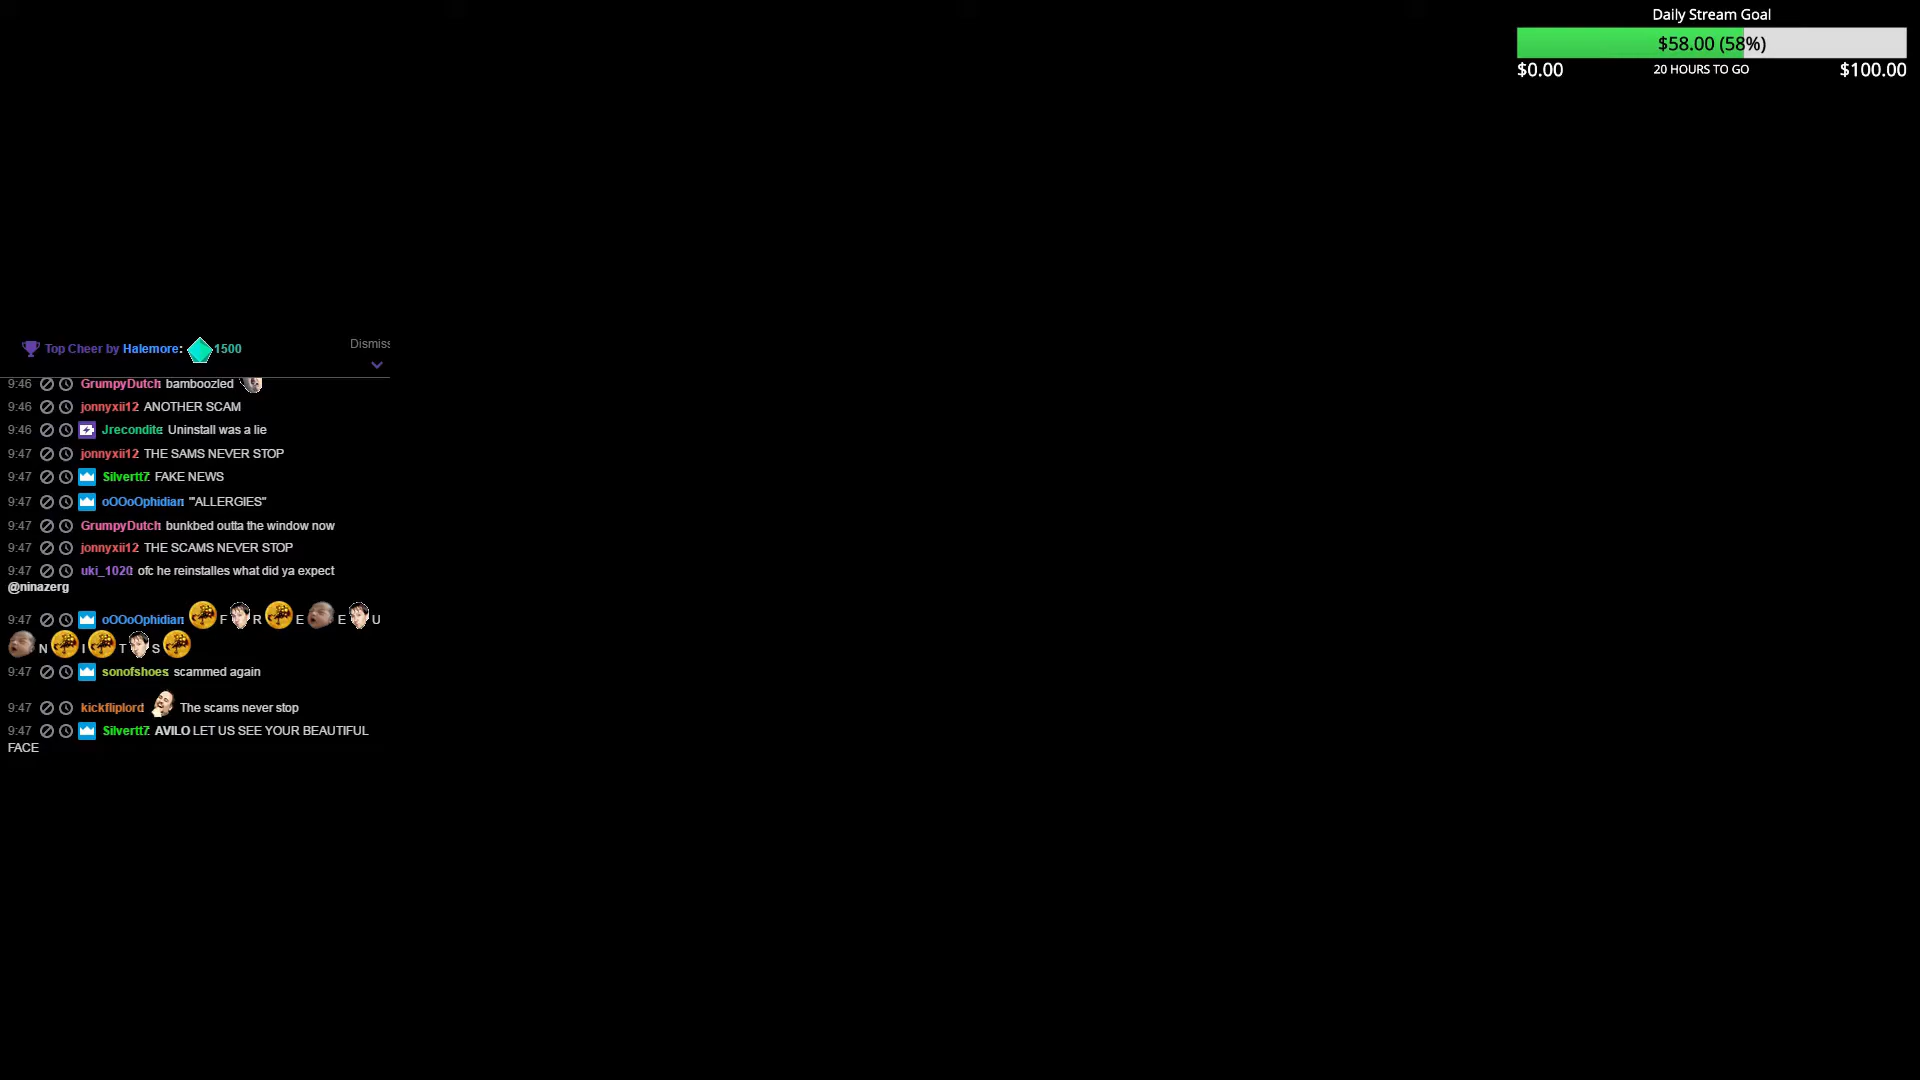 Daily Stream Goal
$58.00 (58%)
$0.00 20 HOURS TO GO $100.00
Top Cheer by Halemore: 1500 Dismiss
9:46 GrumpyDutch: bamboozled
9:46 jonnyxii12: ANOTHER SCAM
9:46 Jrecondite: Uninstall was a lie
9:47 jonnyxii12: THE SAMS NEVER STOP
9:47 Silvertt7: FAKE NEWS
9:47 oOOoOphidian: '"ALLERGIES"
9:47 GrumpyDutch: bunkbed outta the window now
9:47 jonnyxii12: THE SCAMS NEVER STOP
9:47 uki_1020: ofc he reinstalles what did ya expect
@ninazerg
9:47 oOOoOphidian: F R E E U
N I T S
9:47 sonofshoes: scammed again
9:47 kickfliplord: The scams never stop
9:47 Silvertt7: AVILO LET US SEE YOUR BEAUTIFUL
FACE